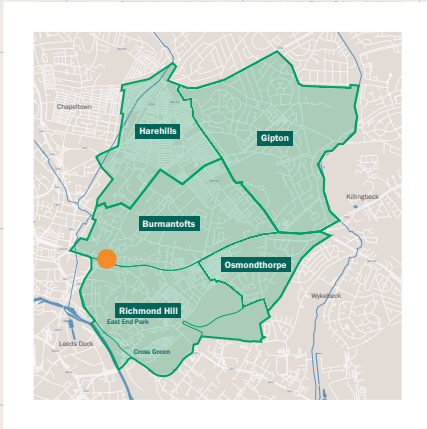 Chapeltown
Harehills
Gipton
Killingbeck
Burmantofts
Osmondthorpe
Wykebeck
Richmond Hill
East End Park
Leeds Dock
Cross Green